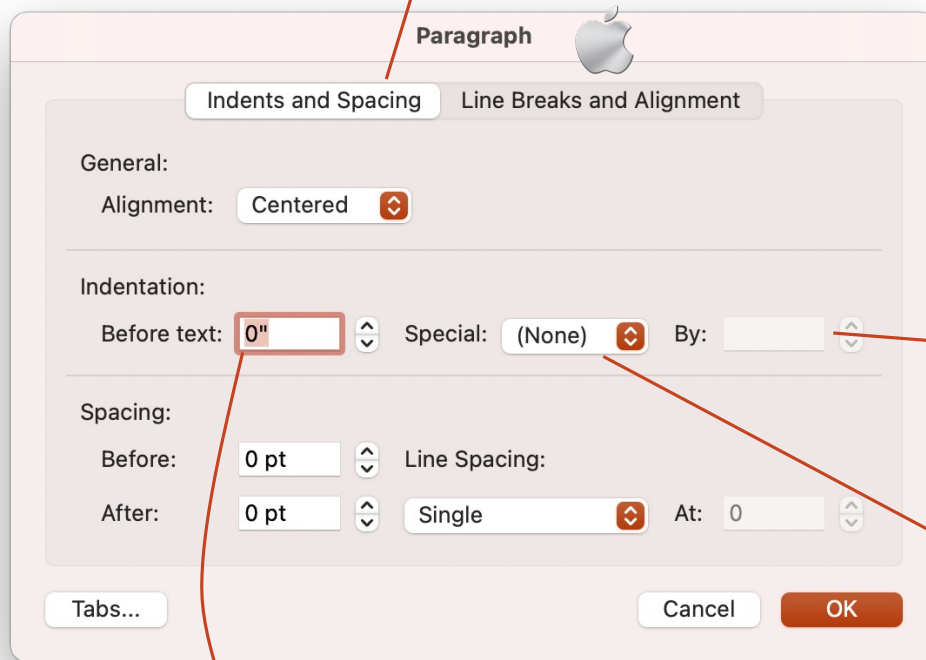 Paragraph
Indents and Spacing Line Breaks and Alignment
General:
Alignment: Centered
Indentation:
Before text: 0" Special: (None) By:
Spacing:
Before: 0 pt Line Spacing:
After: 0 pt Single At: 0
Tabs... Cancel OK